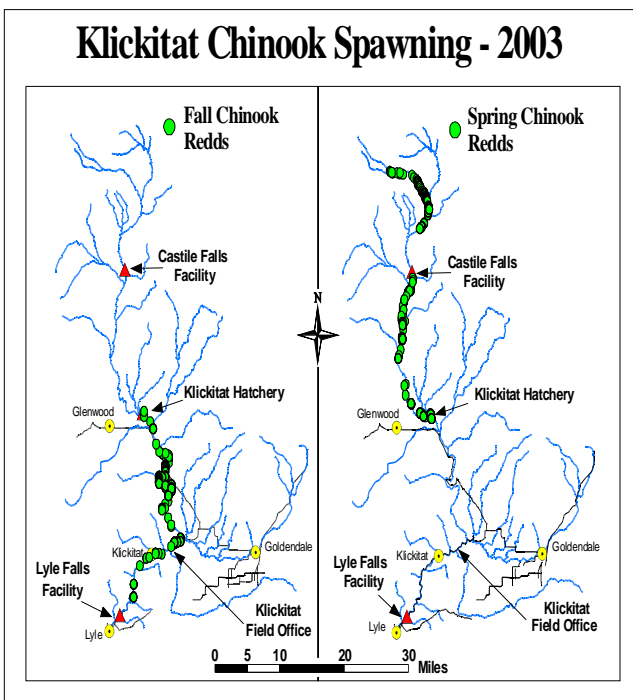 Klickitat Chinook Spawning - 2003
Fall Chinook
Redds
Castile Falls
Facility
Klickitat Hatchery
Glenwood
Klickitat
Goldendale
Lyle Falls
Facility
Klickitat
Field Office
Lyle
N
Spring Chinook
Redds
Castile Falls
Facility
Klickitat Hatchery
Glenwood
Klickitat
Goldendale
Lyle Falls
Facility
Klickitat
Field Office
Lyle
0 5 10 20 30 Miles